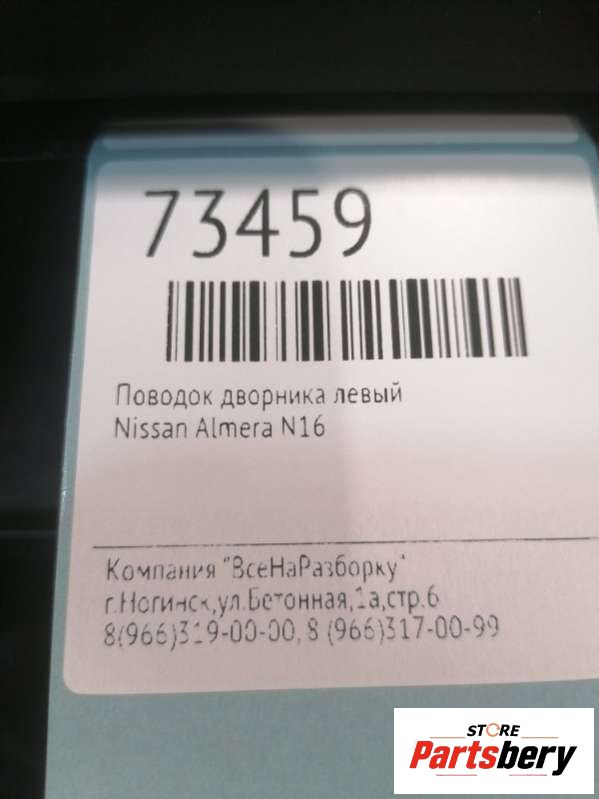 73459
Поводок дворника левый
Nissan Almera N16
Компания "ВсеНаРазборку"
г.Ногинск,ул.Бетонная,1а,стр.6
8(966)319-00-00, 8 (966)317-00-99
STORE
Partsbery